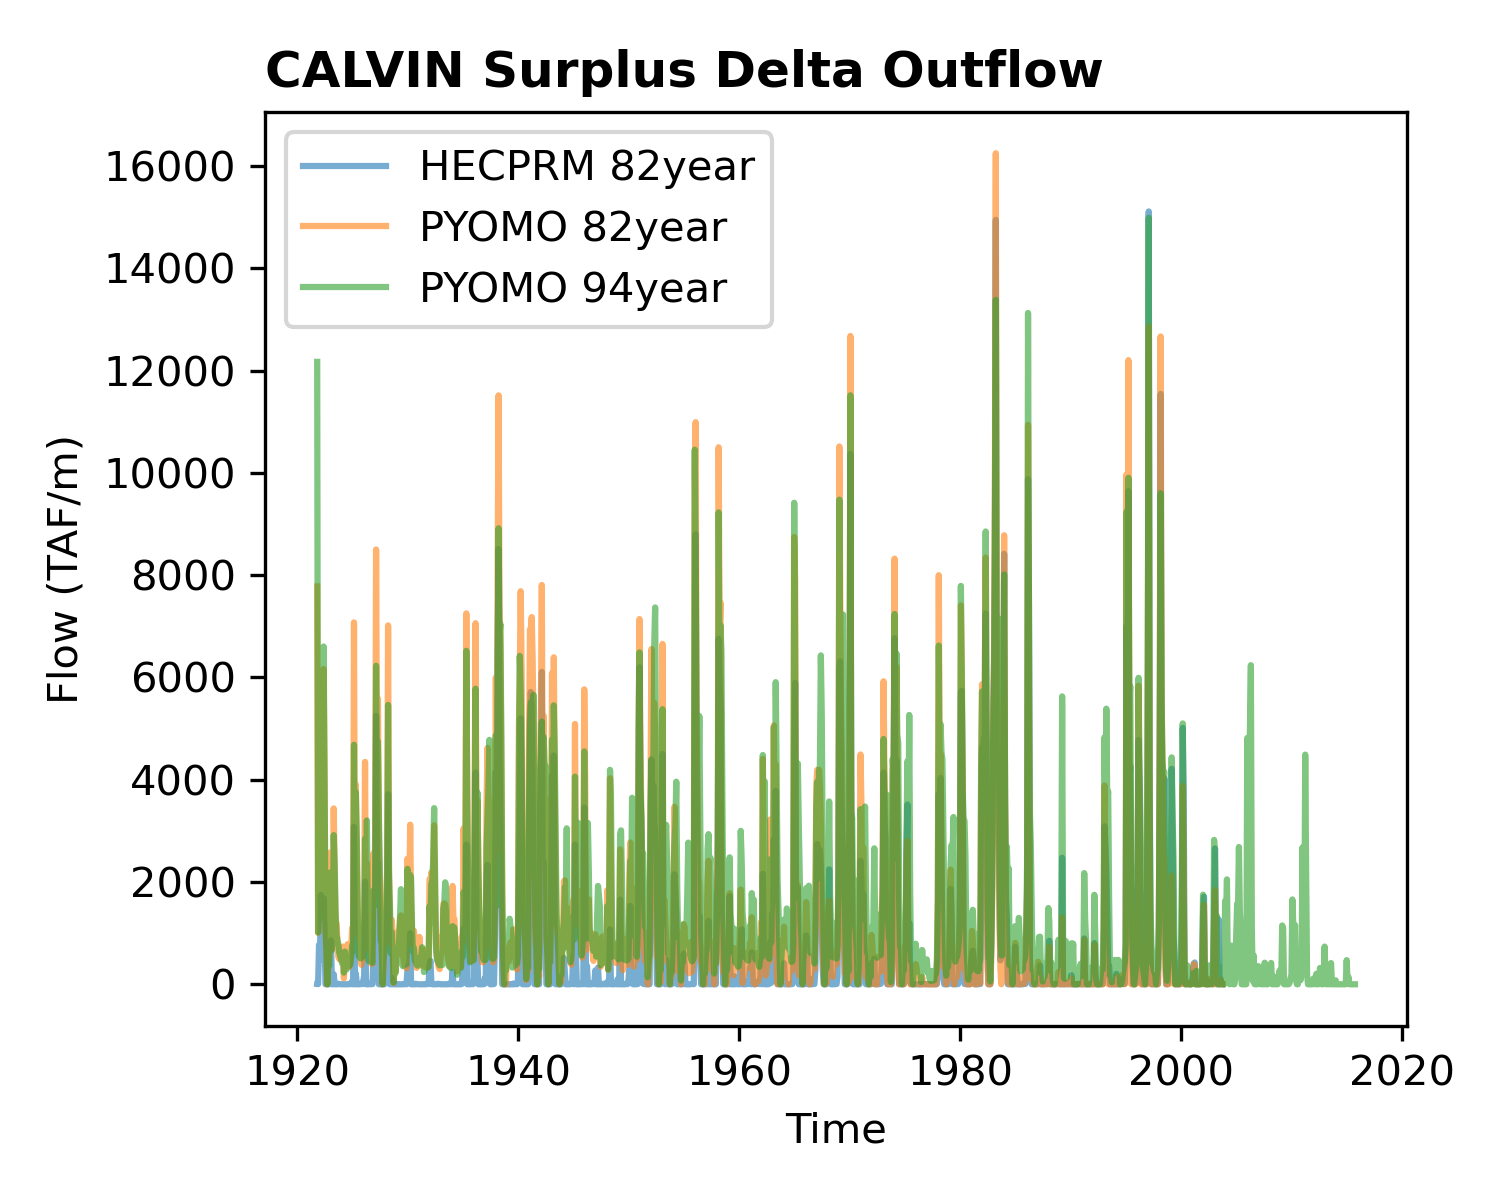 CALVIN Surplus Delta Outflow
HECPRM 82year
PYOMO 82year
PYOMO 94year
16000
14000
12000
10000
8000
6000
4000
2000
0
Flow (TAF/m)
1920 1940 1960 1980 2000 2020
Time